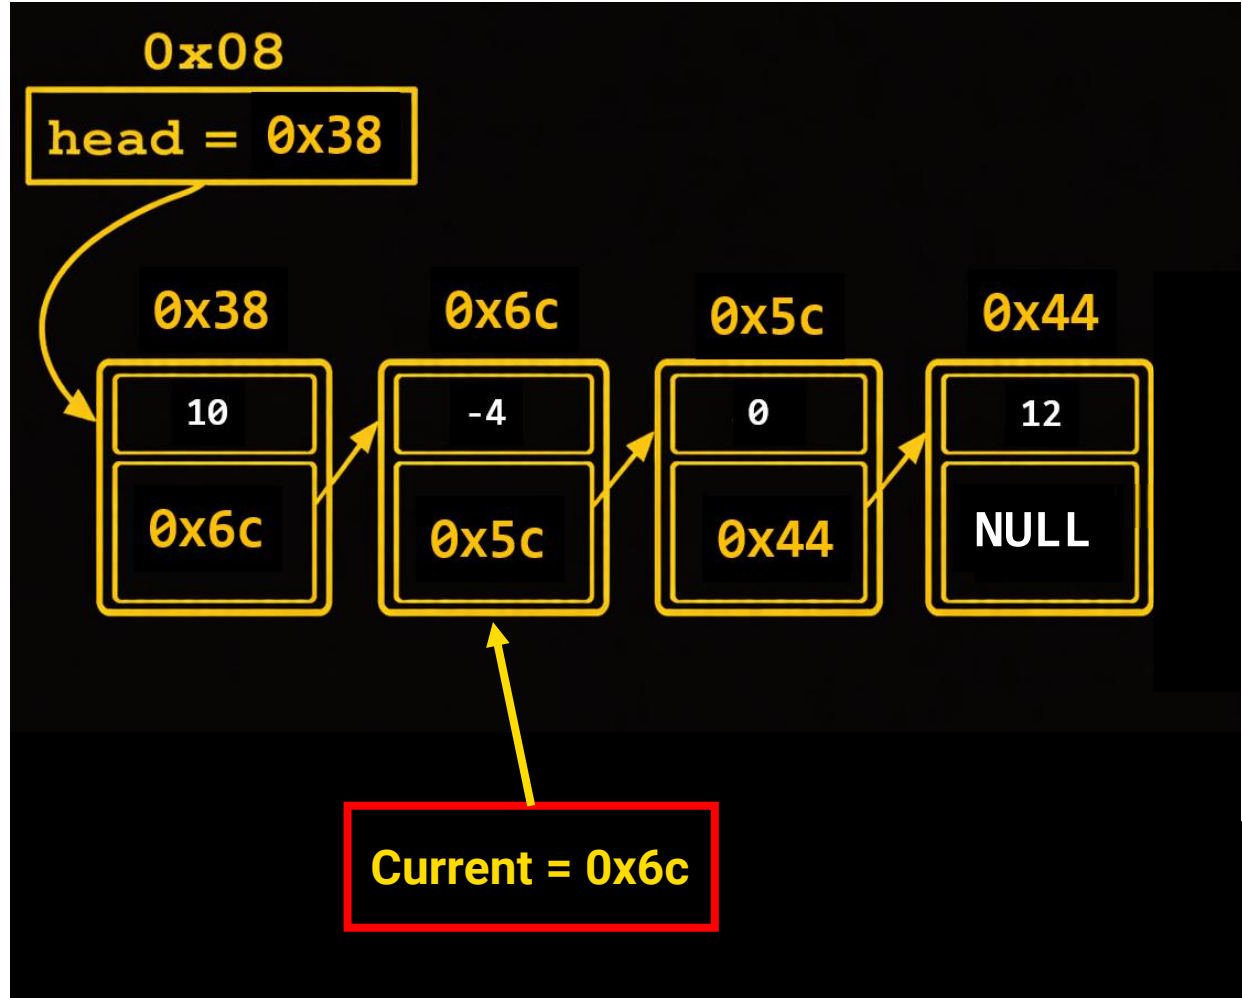 0x08
head = 0x38
0x38 0x6c 0x5c 0x44
10 -4 0 12
0x6c 0x5c 0x44 NULL
Current = 0x6c